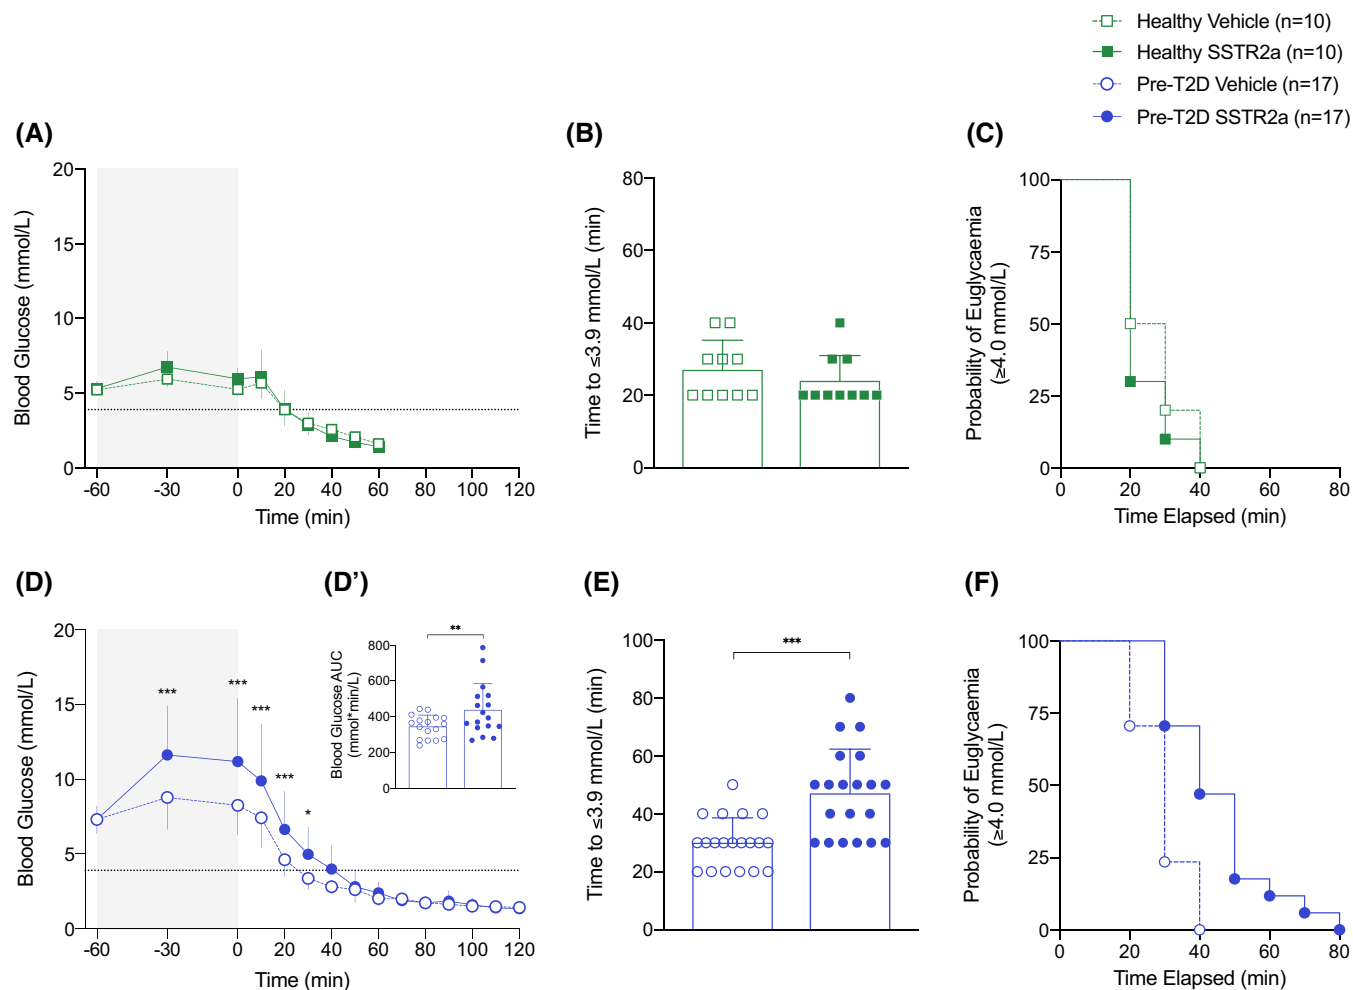 Healthy Vehicle (n=10)
Healthy SSTR2a (n=10)
Pre-T2D Vehicle (n=17)
Pre-T2D SSTR2a (n=17)
(A)
20
15
10
5
0
Blood Glucose (mmol/L)
-60 -30 0 20 40 60 80 100 120
Time (min)
(B)
80
60
40
20
0
Time to ≤3.9 mmol/L (min)
(C)
100
75
50
25
0
Probability of Euglycaemia
(≥4.0 mmol/L)
0 20 40 60 80
Time Elapsed (min)
(D)
20
15
10
5
0
Blood Glucose (mmol/L)
*** *** *** *** *
-60 -30 0 20 40 60 80 100 120
Time (min)
(D’)
800
600
400
200
0
Blood Glucose AUC
(mmol*min/L)
**
(E)
100
80
60
40
20
0
Time to ≤3.9 mmol/L (min)
***
(F)
100
75
50
25
0
Probability of Euglycaemia
(≥4.0 mmol/L)
0 20 40 60 80
Time Elapsed (min)